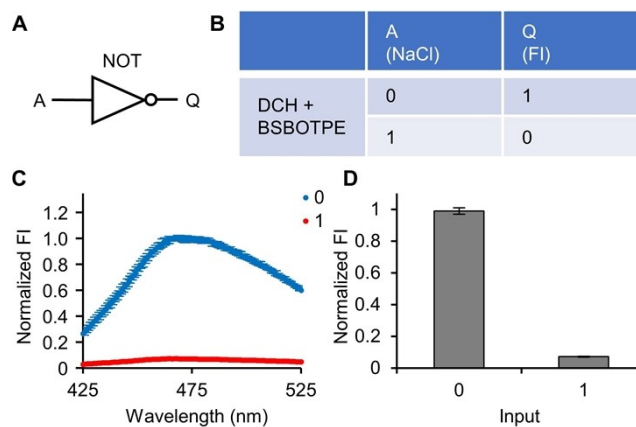 A
NOT
A
Q
B
A
(NaCl)
Q
(FI)
DCH +
BSBOTPE
0
1
1
0
C
0
1
Normalized FI
1.2
1.0
0.8
0.6
0.4
0.2
0
425
475
525
Wavelength (nm)
D
Normalized FI
1
0.8
0.6
0.4
0.2
0
0
1
Input